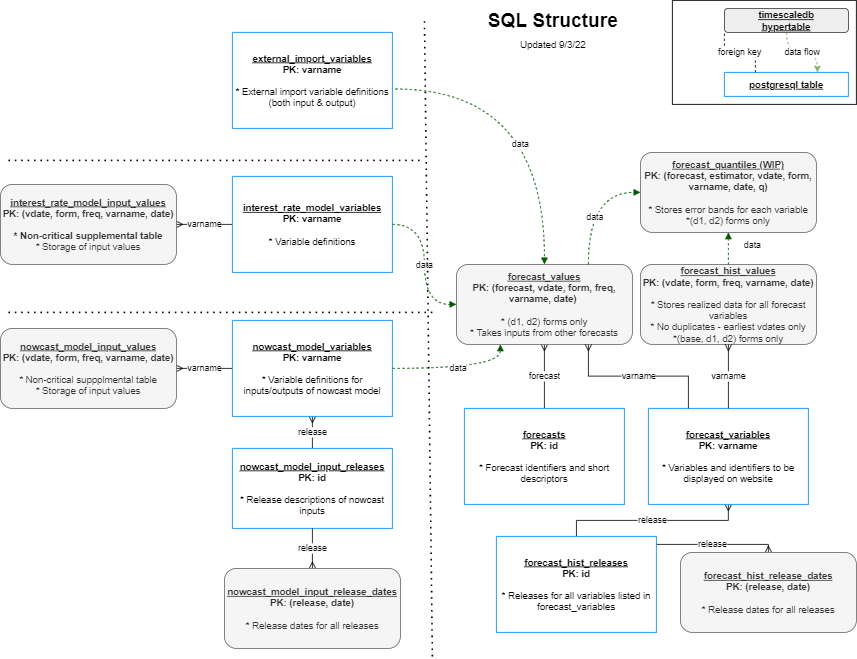 SQL Structure
Updated 9/3/22
timescaledb
hypertable
foreign key
data flow
postgresql table
external_import_variables
PK: varname
* External import variable definitions
(both input & output)
data
forecast_quantiles (WIP)
PK: (forecast, estimator, vdate, form,
varname, date, q)
* Stores error bands for each variable
*(d1, d2) forms only
interest_rate_model_input_values
PK: (vdate, form, freq, varname, date)
* Non-critical supplemental table
* Storage of input values
varname
interest_rate_model_variables
PK: varname
* Variable definitions
data
data
data
forecast_values
PK: (forecast, vdate, form, freq,
varname, date)
* (d1, d2) forms only
* Takes inputs from other forecasts
forecast_hist_values
PK: (vdate, form, freq, varname, date)
* Stores realized data for all forecast
variables
* No duplicates - earliest vdates only
*(base, d1, d2) forms only
nowcast_model_input_values
PK: (vdate, form, freq, varname, date)
* Non-critical suppplmental table
* Storage of input values
varname
nowcast_model_variables
PK: varname
* Variable definitions for
inputs/outputs of nowcast model
data
forecast
varname
varname
release
forecasts
PK: id
* Forecast identifiers and short
descriptors
forecast_variables
PK: varname
* Variables and identifiers to be
displayed on website
nowcast_model_input_releases
PK: id
* Release descriptions of nowcast
inputs
release
release
release
forecast_hist_releases
PK: id
* Releases for all variables listed in
forecast_variables
forecast_hist_release_dates
PK: (release, date)
* Release dates for all releases
nowcast_model_input_release_dates
PK: (release, date)
* Release dates for all releases